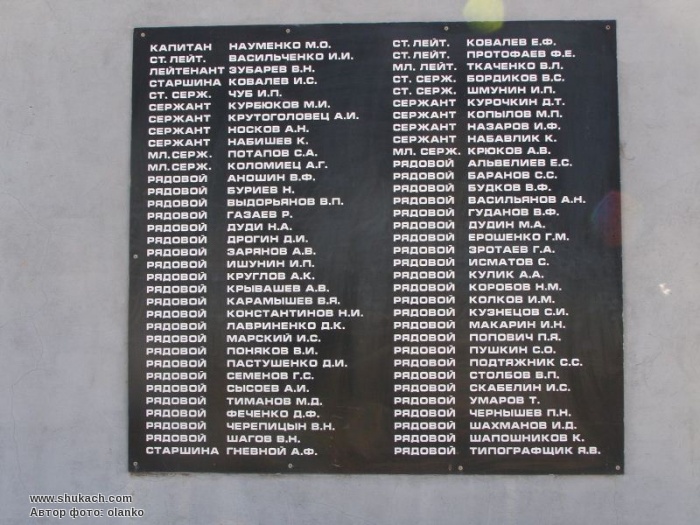 КАПИТАН НАУМЕНКО М.О.
СТ. ЛЕЙТ. ВАСИЛЬЧЕНКО И.И.
ЛЕЙТЕНАНТ ЗУБАРЕВ В.Н.
СТАРШИНА КОВАЛЕВ И.С.
СТ. СЕРЖ. ЧУБ И.П.
СЕРЖАНТ КУРБЮКОВ М.И.
СЕРЖАНТ КРУТОГОЛОВЕЦ А.И.
СЕРЖАНТ НОСКОВ А.Н.
СЕРЖАНТ НАБИШЕВ К.
МЛ.СЕРЖ. ПОТАПОВ С.А.
МЛ.СЕРЖ. КОЛОМИЕЦ А.Г.
РЯДОВОЙ АНОШИН В.Ф.
РЯДОВОЙ БУРИЕВ Н.
РЯДОВОЙ ВЫДОРЬЯНОВ В.П.
РЯДОВОЙ ГАЗАЕВ Р.
РЯДОВОЙ ДУДИ Н.А.
РЯДОВОЙ ДРОГИН Д.И.
РЯДОВОЙ ЗАРЯНОВ А.В.
РЯДОВОЙ ИШУНИН И.П.
РЯДОВОЙ КРУГЛОВ А.К.
РЯДОВОЙ КРЫВАШЕВ А.В.
РЯДОВОЙ КАРАМЫШЕВ В.Я.
РЯДОВОЙ КОНСТАНТИНОВ Н.И.
РЯДОВОЙ ЛАВРИНЕНКО Д.К.
РЯДОВОЙ МАРСКИЙ И.С.
РЯДОВОЙ ПОНЯКОВ В.И.
РЯДОВОЙ ПАСТУШЕНКО Д.И.
РЯДОВОЙ СЕМЕНОВ Г.С.
РЯДОВОЙ СЫСОЕВ А.И.
РЯДОВОЙ ТИМАНОВ М.Д.
РЯДОВОЙ ФЕЧЕНКО Д.Ф.
РЯДОВОЙ ЧЕРЕПИЦЫН В.Н.
РЯДОВОЙ ШАГОВ В.Н.
СТАРШИНА ГНЕВНОЙ А.Ф.
СТ. ЛЕЙТ. КОВАЛЕВ Е.Ф.
СТ. ЛЕЙТ. ПРОТОФАЕВ Ф.Е.
МЛ. ЛЕЙТ. ТКАЧЕНКО В.Л.
СТ. СЕРЖ. БОРДИКОВ В.С.
СТ. СЕРЖ. ШМУНИН И.П.
СЕРЖАНТ КУРОЧКИН Д.Т.
СЕРЖАНТ КОПЫЛОВ М.П.
СЕРЖАНТ НАЗАРОВ И.Ф.
СЕРЖАНТ НАБАВЛИК К.
МЛ. СЕРЖ. КРЮКОВ А.В.
РЯДОВОЙ АЛЬВЕЛИЕВ Е.С.
РЯДОВОЙ БАРАНОВ С.С.
РЯДОВОЙ БУДКОВ В.Ф.
РЯДОВОЙ ВАСИЛЬЯНОВ А.Н.
РЯДОВОЙ ГУДАНОВ В.Ф.
РЯДОВОЙ ДУДИН М.А.
РЯДОВОЙ ЕРОШЕНКО Г.М.
РЯДОВОЙ ЗРОТАЕВ Г.А.
РЯДОВОЙ ИСМАТОВ С.
РЯДОВОЙ КУЛИК А.А.
РЯДОВОЙ КОРОБОВ Н.М.
РЯДОВОЙ КОЛКОВ И.М.
РЯДОВОЙ КУЗНЕЦОВ С.И.
РЯДОВОЙ МАКАРИН И.Н.
РЯДОВОЙ ПОПОВИЧ П.Я.
РЯДОВОЙ ПУШКИН С.О.
РЯДОВОЙ ПОДТЯЖНИК С.С.
РЯДОВОЙ СТОЛБОВ В.П.
РЯДОВОЙ СКАБЕЛИН И.С.
РЯДОВОЙ УМАРОВ Т.
РЯДОВОЙ ЧЕРНЫШЕВ П.Н.
РЯДОВОЙ ШАХМАНОВ И.Д.
РЯДОВОЙ ШАПОШНИКОВ К.
РЯДОВОЙ ТИПОГРАФЩИК Я.В.
www.shukach.com
Автор фото: olanko